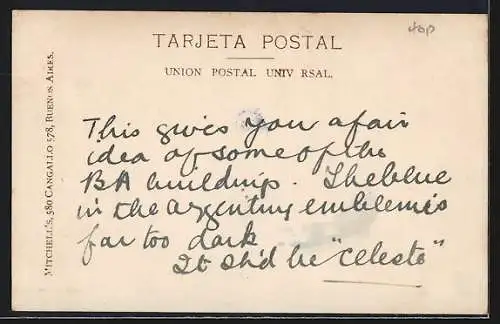 TARJETA POSTAL
UNION POSTAL UNIV RSAL.
MITCHELL'S, 580 CANGALLO 578, BUENOS AIRES.
This gives you a fair
idea of some of the
BA buildings. The blue
in the argentine emblem is
far too dark
It sh'd be "celeste"